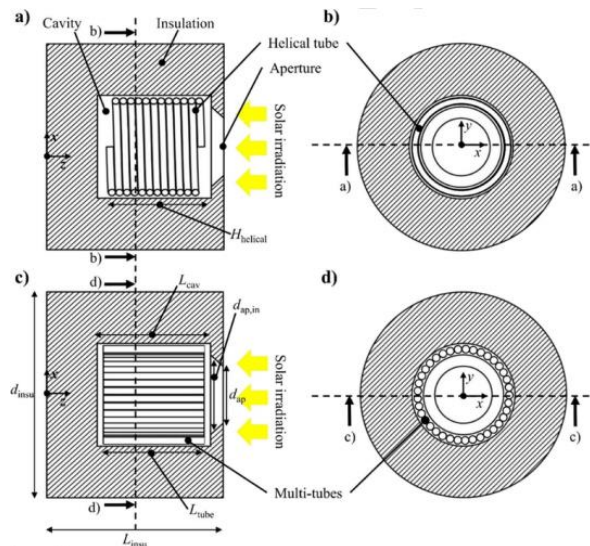 a)
Cavity
Insulation
b)
Helical tube
Aperture
Solar irradiation
x
z
H_helical
b)
b)
y
x
a)
a)
c)
d)
L_cav
d_ap,in
d_insu
x
z
d_ap
Solar irradiation
d)
L_tube
L_insu
Multi-tubes
d)
y
x
c)
c)